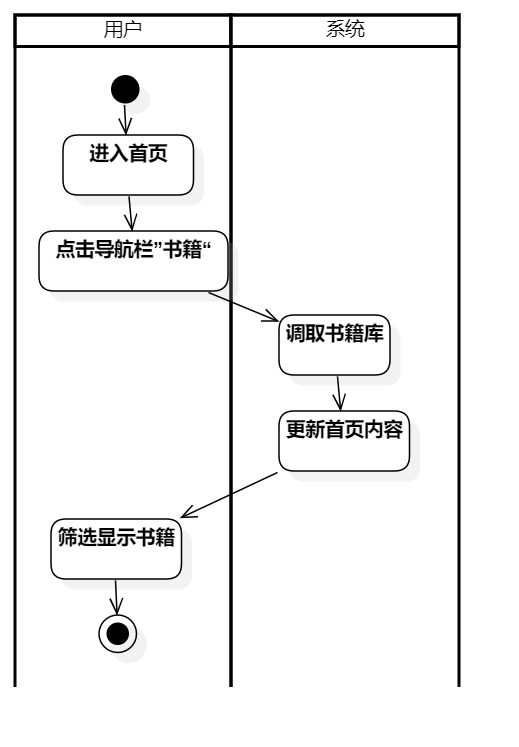 用户
系统
进入首页
点击导航栏”书籍“
调取书籍库
更新首页内容
筛选显示书籍